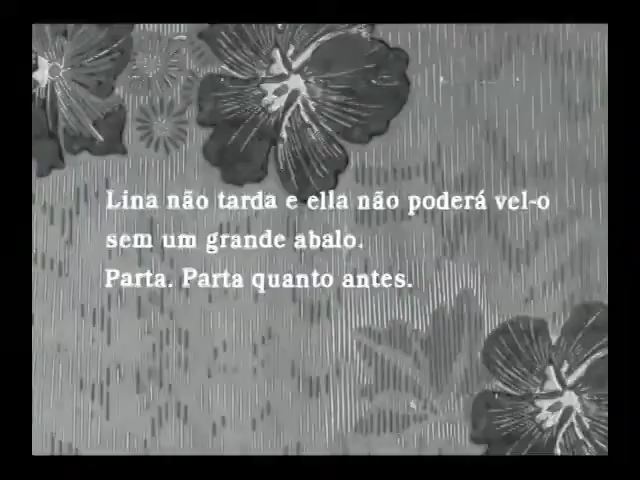 Lina não tarda e ella não poderá vel-o
sem um grande abalo.
Parta. Parta quanto antes.